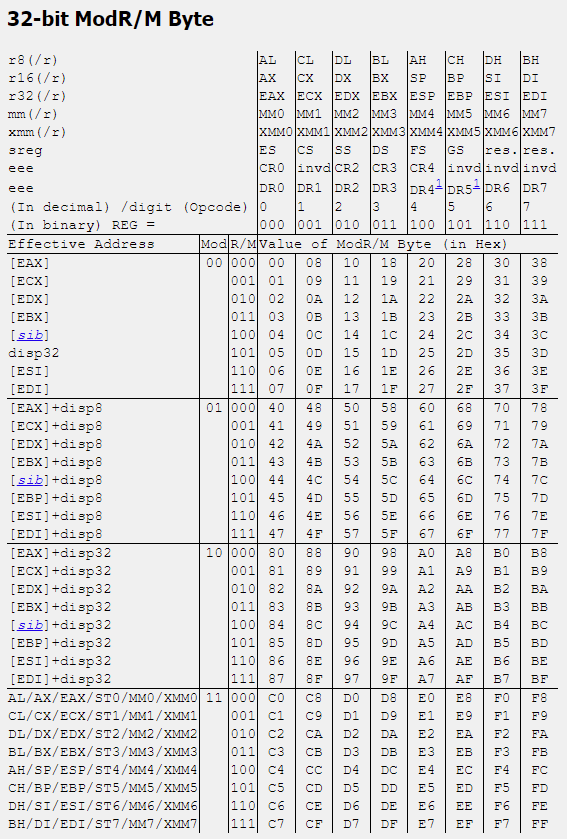 32-bit ModR/M Byte
r8(/r) AL CL DL BL AH CH DH BH
r16(/r) AX CX DX BX SP BP SI DI
r32(/r) EAX ECX EDX EBX ESP EBP ESI EDI
mm(/r) MM0 MM1 MM2 MM3 MM4 MM5 MM6 MM7
xmm(/r) XMM0 XMM1 XMM2 XMM3 XMM4 XMM5 XMM6 XMM7
sreg ES CS SS DS FS GS res. res.
eee CR0 invd CR2 CR3 CR4 invd invd invd
eee DR0 DR1 DR2 DR3 DR41 DR51 DR6 DR7
(In decimal) /digit (Opcode) 0 1 2 3 4 5 6 7
(In binary) REG = 000 001 010 011 100 101 110 111
Effective Address Mod R/M Value of ModR/M Byte (in Hex)
[EAX] 00 000 00 08 10 18 20 28 30 38
[ECX] 001 01 09 11 19 21 29 31 39
[EDX] 010 02 0A 12 1A 22 2A 32 3A
[EBX] 011 03 0B 13 1B 23 2B 33 3B
[sib] 100 04 0C 14 1C 24 2C 34 3C
disp32 101 05 0D 15 1D 25 2D 35 3D
[ESI] 110 06 0E 16 1E 26 2E 36 3E
[EDI] 111 07 0F 17 1F 27 2F 37 3F
[EAX]+disp8 01 000 40 48 50 58 60 68 70 78
[ECX]+disp8 001 41 49 51 59 61 69 71 79
[EDX]+disp8 010 42 4A 52 5A 62 6A 72 7A
[EBX]+disp8 011 43 4B 53 5B 63 6B 73 7B
[sib]+disp8 100 44 4C 54 5C 64 6C 74 7C
[EBP]+disp8 101 45 4D 55 5D 65 6D 75 7D
[ESI]+disp8 110 46 4E 56 5E 66 6E 76 7E
[EDI]+disp8 111 47 4F 57 5F 67 6F 77 7F
[EAX]+disp32 10 000 80 88 90 98 A0 A8 B0 B8
[ECX]+disp32 001 81 89 91 99 A1 A9 B1 B9
[EDX]+disp32 010 82 8A 92 9A A2 AA B2 BA
[EBX]+disp32 011 83 8B 93 9B A3 AB B3 BB
[sib]+disp32 100 84 8C 94 9C A4 AC B4 BC
[EBP]+disp32 101 85 8D 95 9D A5 AD B5 BD
[ESI]+disp32 110 86 8E 96 9E A6 AE B6 BE
[EDI]+disp32 111 87 8F 97 9F A7 AF B7 BF
AL/AX/EAX/ST0/MM0/XMM0 11 000 C0 C8 D0 D8 E0 E8 F0 F8
CL/CX/ECX/ST1/MM1/XMM1 001 C1 C9 D1 D9 E1 E9 F1 F9
DL/DX/EDX/ST2/MM2/XMM2 010 C2 CA D2 DA E2 EA F2 FA
BL/BX/EBX/ST3/MM3/XMM3 011 C3 CB D3 DB E3 EB F3 FB
AH/SP/ESP/ST4/MM4/XMM4 100 C4 CC D4 DC E4 EC F4 FC
CH/BP/EBP/ST5/MM5/XMM5 101 C5 CD D5 DD E5 ED F5 FD
DH/SI/ESI/ST6/MM6/XMM6 110 C6 CE D6 DE E6 EE F6 FE
BH/DI/EDI/ST7/MM7/XMM7 111 C7 CF D7 DF E7 EF F7 FF